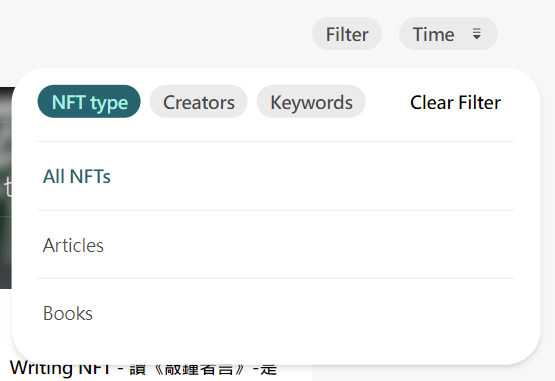 Filter Time
NFT type Creators Keywords Clear Filter
All NFTs
Articles
Books
Writing NFT - 讀《敲鐘者言》-是